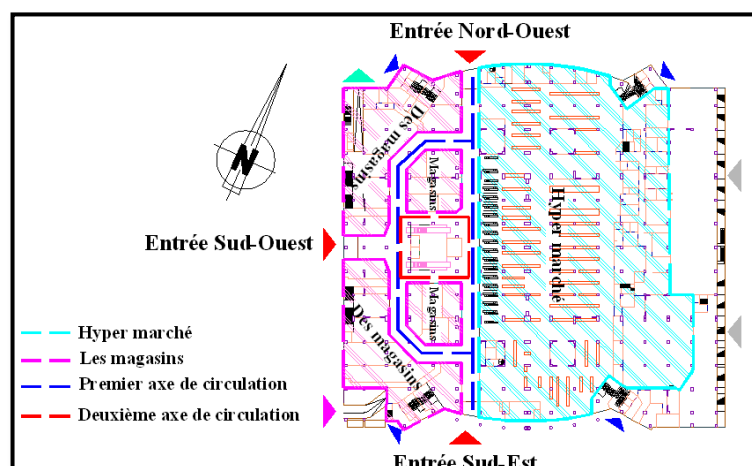 Entrée Nord-Ouest
Des magasins
Magasins
N
Hyper marché
Entrée Sud-Ouest
Magasins
Des magasins
Hyper marché
Les magasins
Premier axe de circulation
Deuxième axe de circulation
Entrée Sud-Est